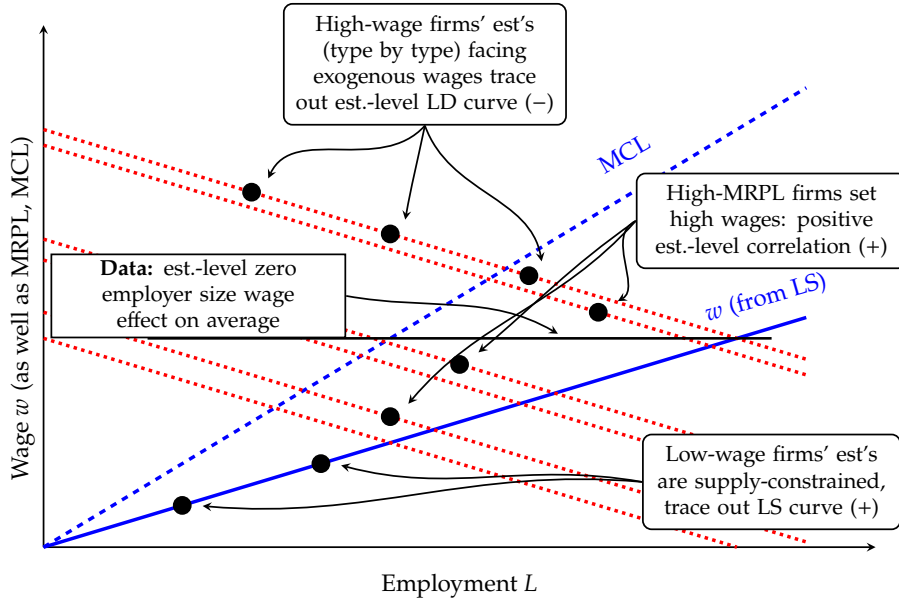 High-wage firms' est's
(type by type) facing
exogenous wages trace
out est.-level LD curve (−)
MCL
High-MRPL firms set
high wages: positive
est.-level correlation (+)
Data: est.-level zero
employer size wage
effect on average
w (from LS)
Low-wage firms' est's
are supply-constrained,
trace out LS curve (+)
Wage w (as well as MRPL, MCL)
Employment L